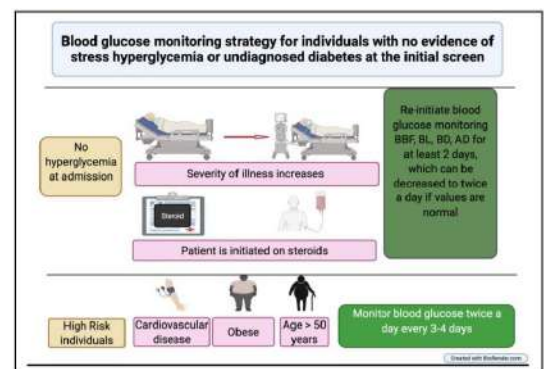 Blood glucose monitoring strategy for individuals with no evidence of
stress hyperglycemia or undiagnosed diabetes at the initial screen
No
hyperglycemia
at admission
Severity of illness increases
Steroid
Patient is initiated on steroids
Re-initiate blood
glucose monitoring
BBF, BL, BD, AD for
at least 2 days,
which can be
decreased to twice
a day if values are
normal
High Risk
individuals
Cardiovascular
disease
Obese
Age > 50
years
Monitor blood glucose twice a
day every 3-4 days
Created with BioRender.com